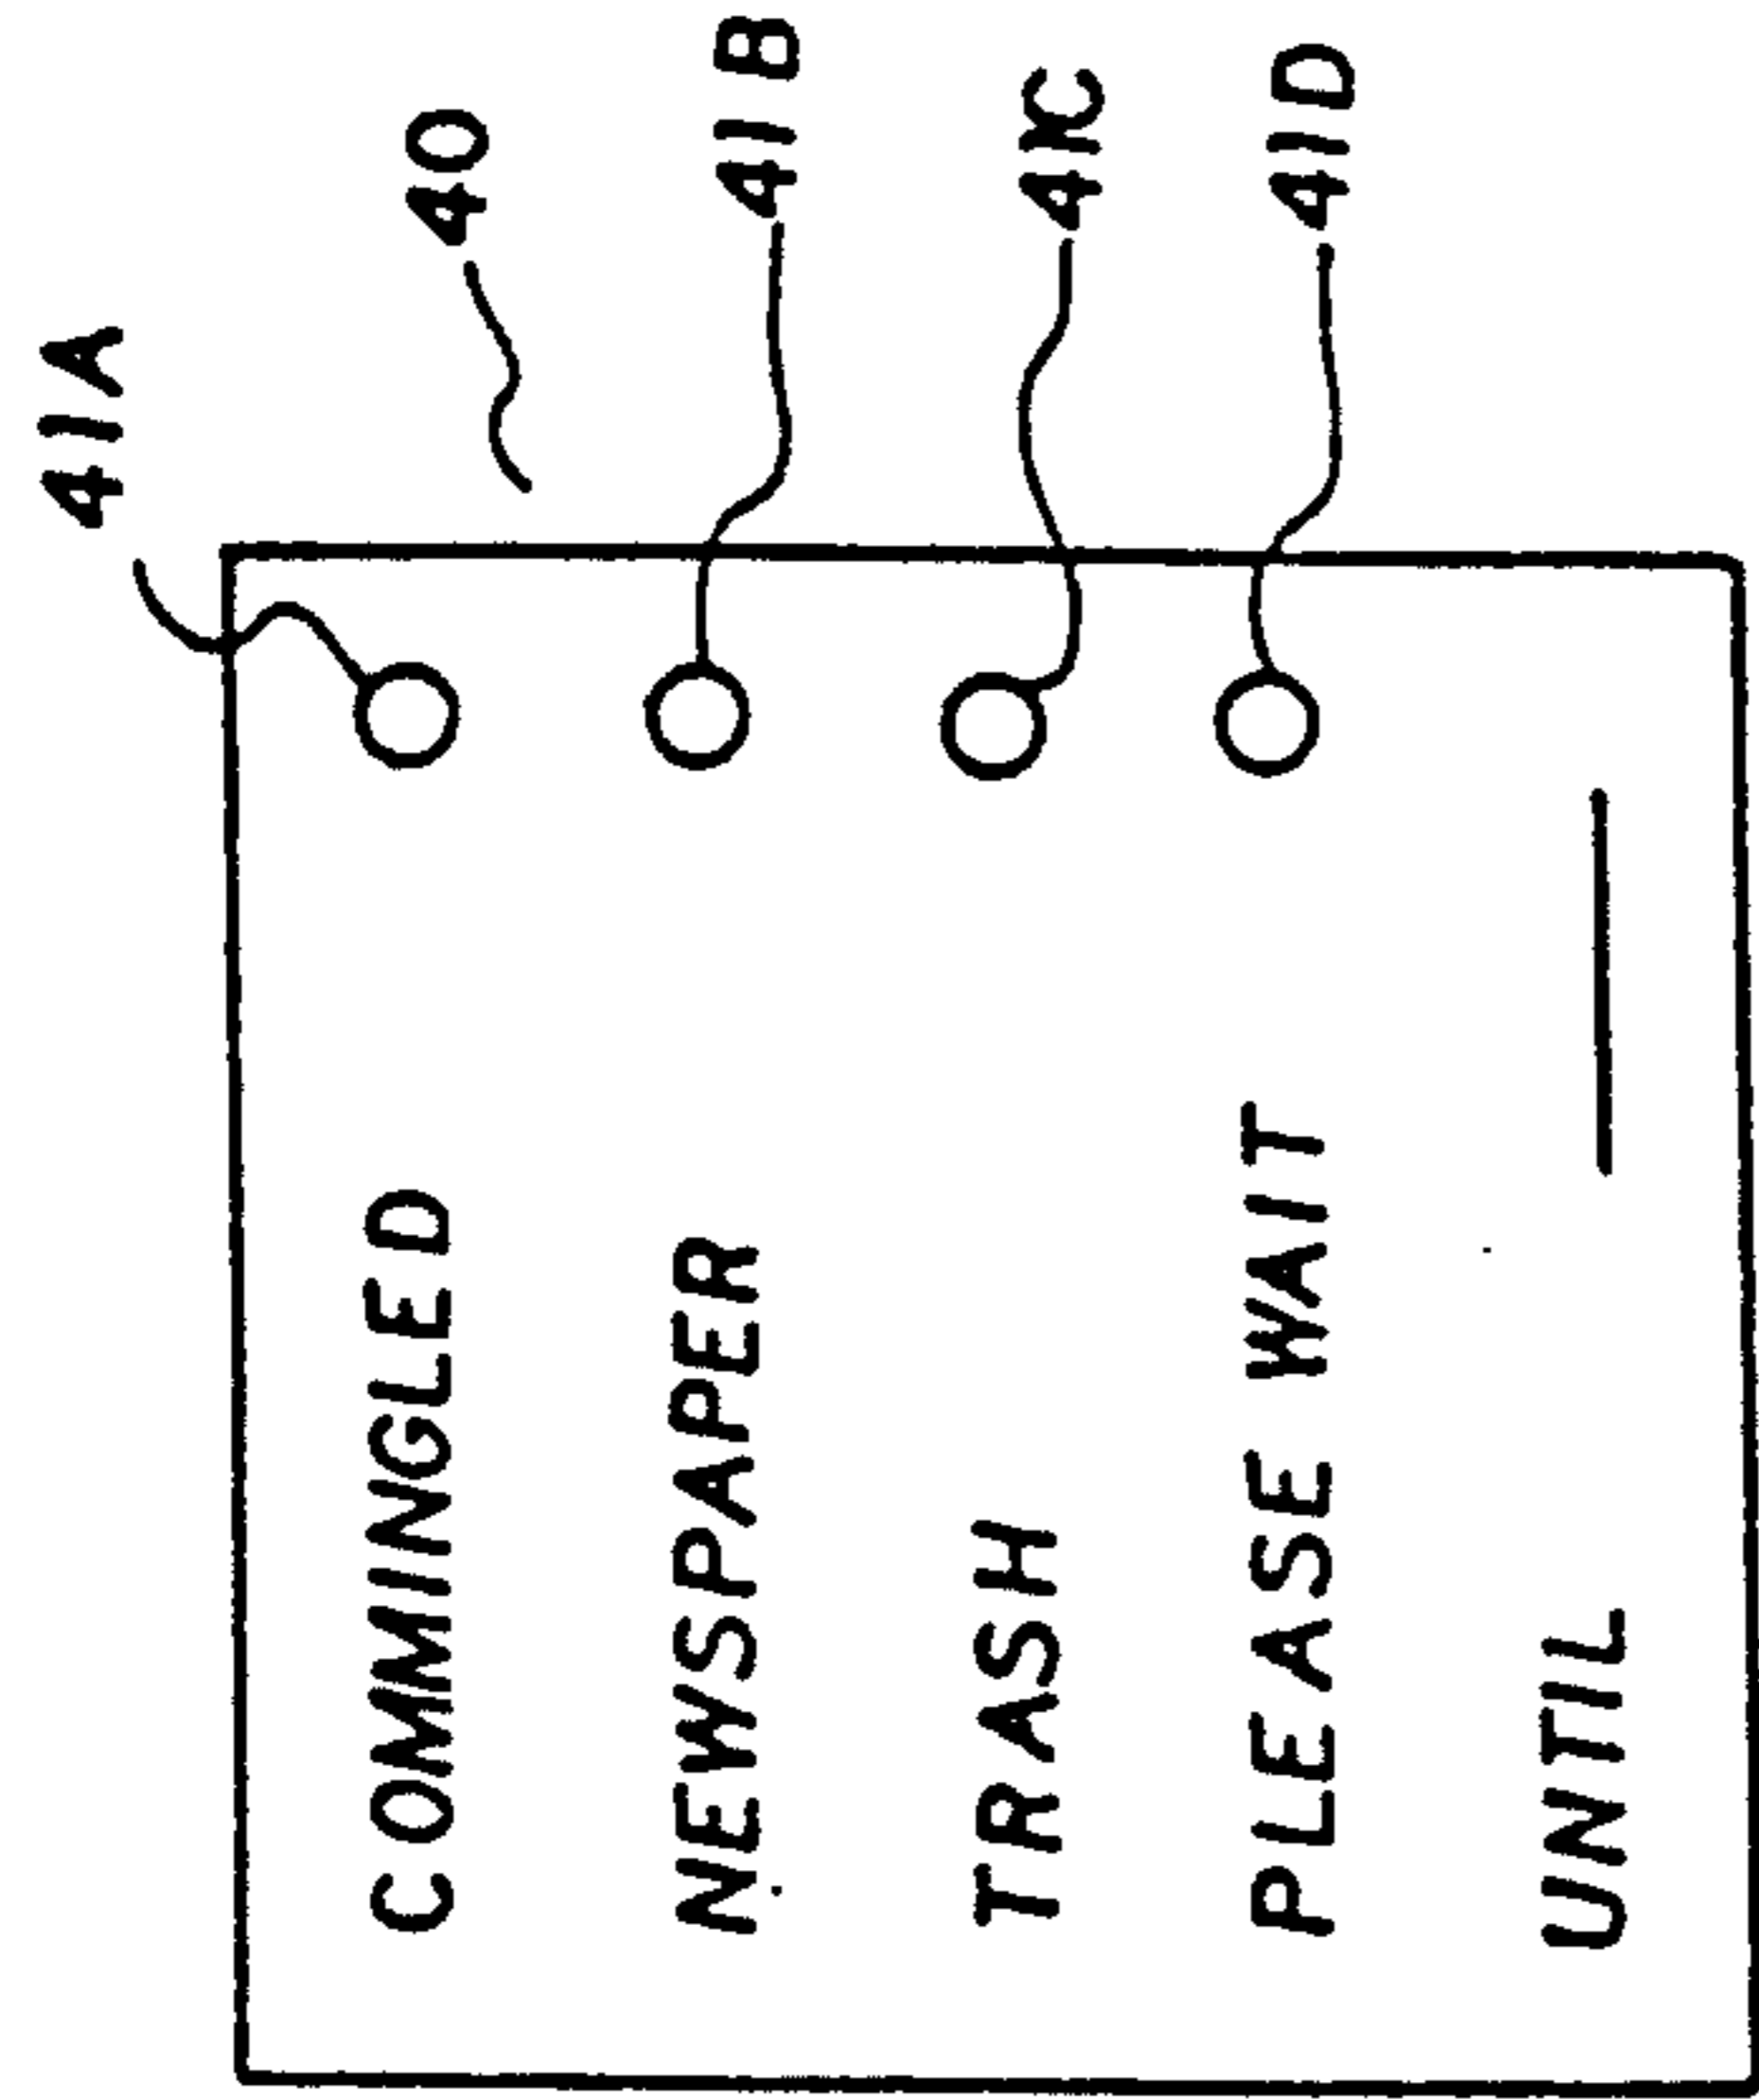 41A
40
COMMINGLED
NEWSPAPER 41B
TRASH 41C
PLEASE WAIT 41D
UNTIL